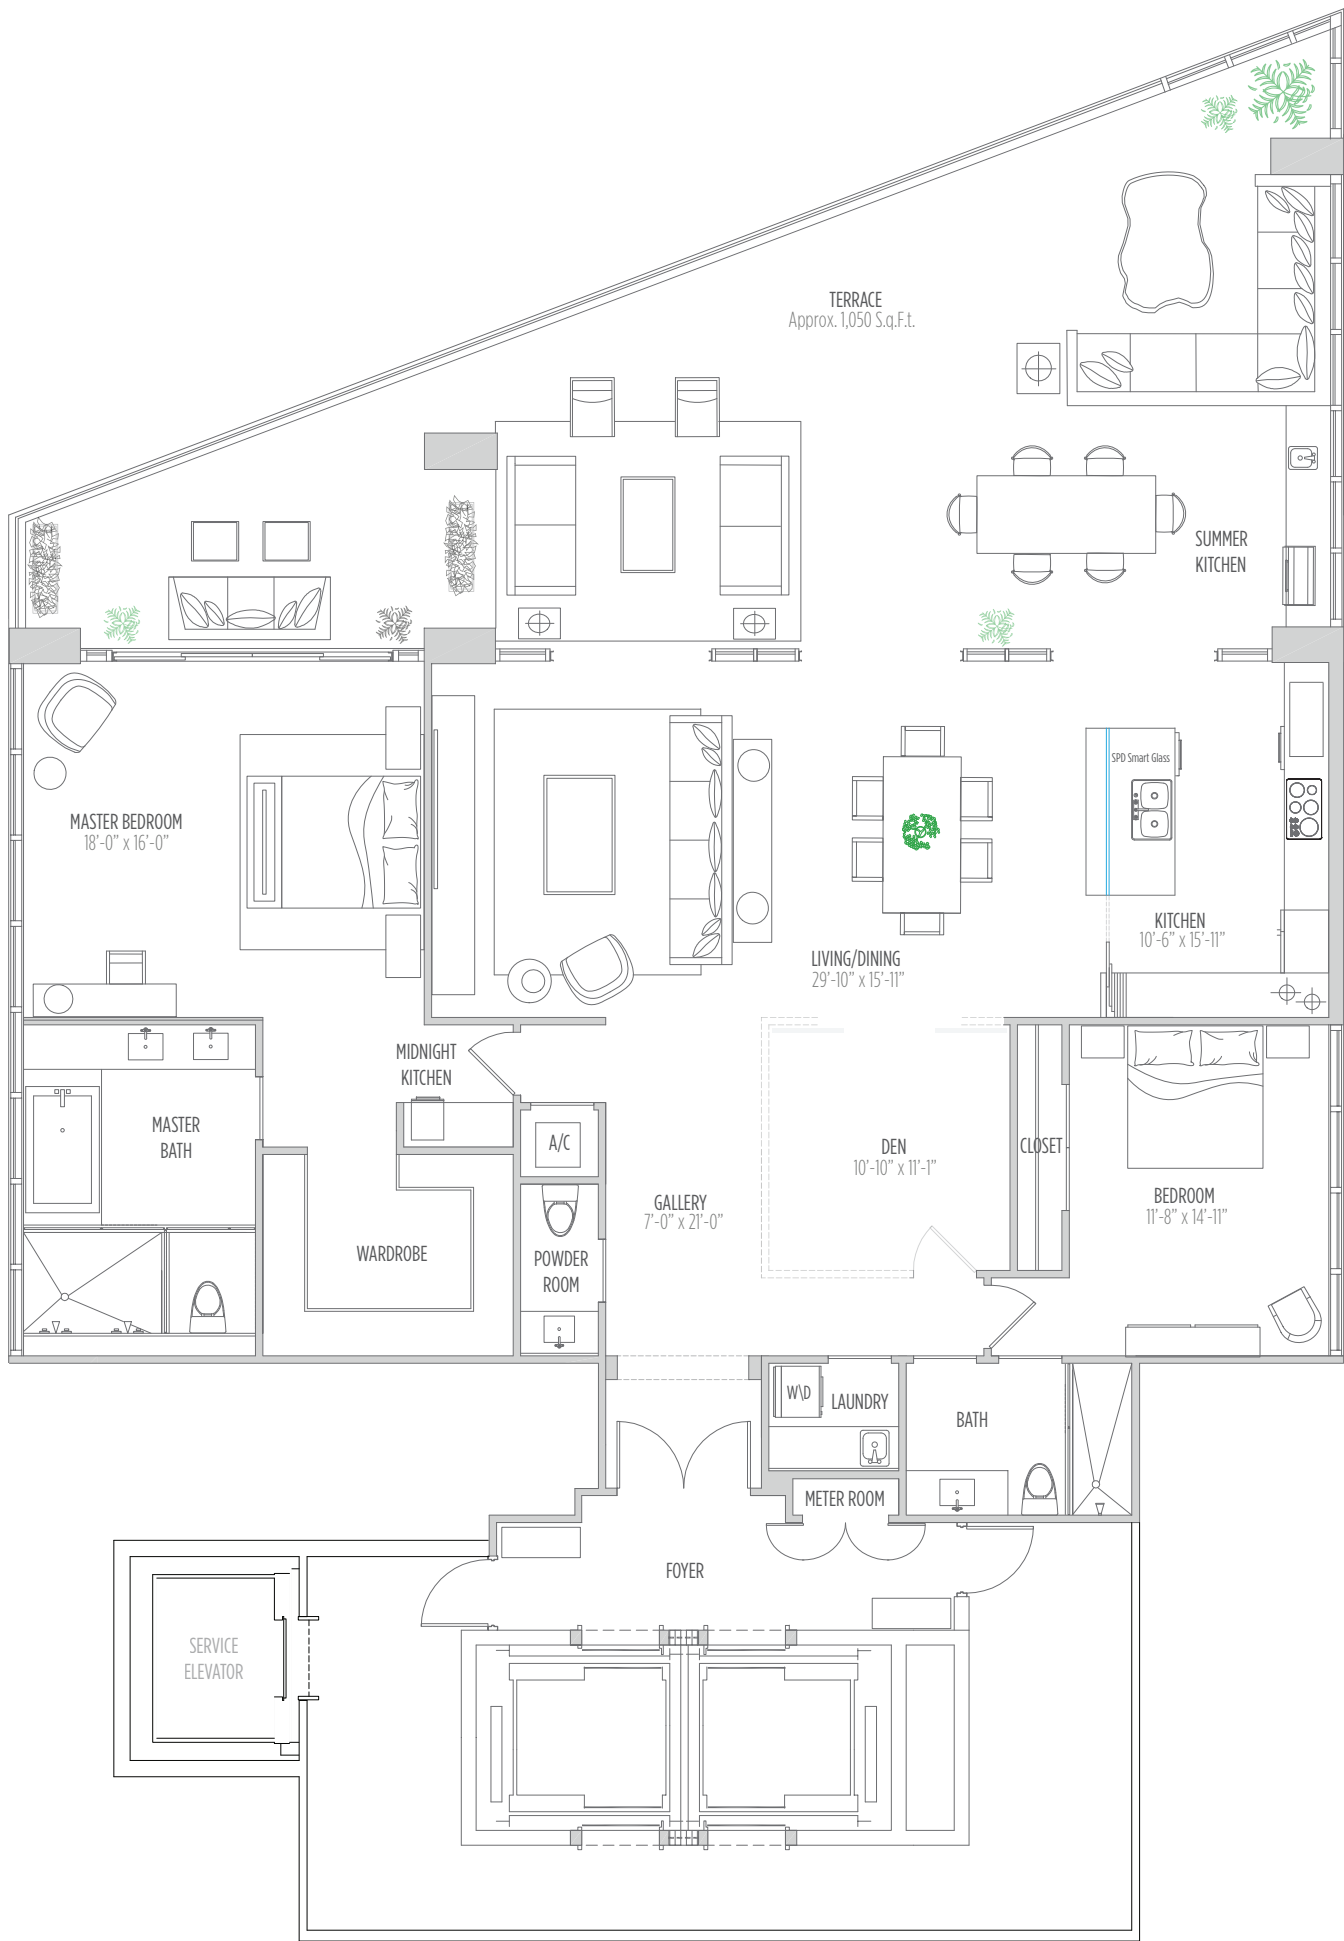 TERRACE
Approx. 1,050 S.q.F.t.
SUMMER
KITCHEN
SPD Smart Glass
MASTER BEDROOM
18'-0" x 16'-0"
KITCHEN
10'-6" x 15'-11"
LIVING/DINING
29'-10" x 15'-11"
MIDNIGHT
KITCHEN
MASTER
BATH
A/C
DEN
10'-10" x 11'-1"
CLOSET
GALLERY
7'-0" x 21'-0"
BEDROOM
11'-8" x 14'-11"
WARDROBE
POWDER
ROOM
W\D
LAUNDRY
BATH
METER ROOM
FOYER
SERVICE
ELEVATOR